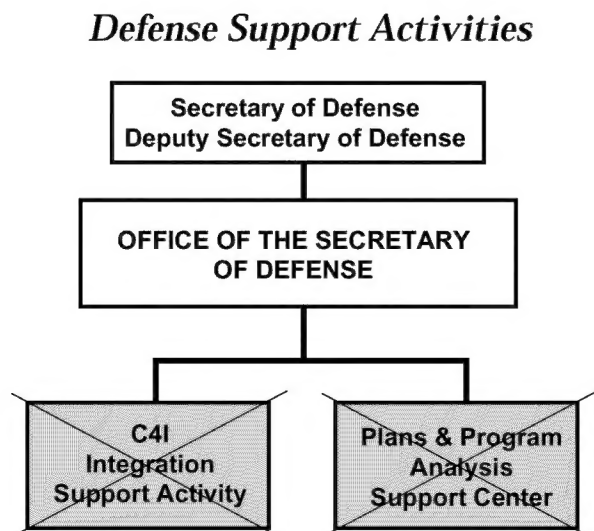 Defense Support Activities
Secretary of Defense
Deputy Secretary of Defense
OFFICE OF THE SECRETARY
OF DEFENSE
C4I
Integration
Support Activity
Plans & Program
Analysis
Support Center